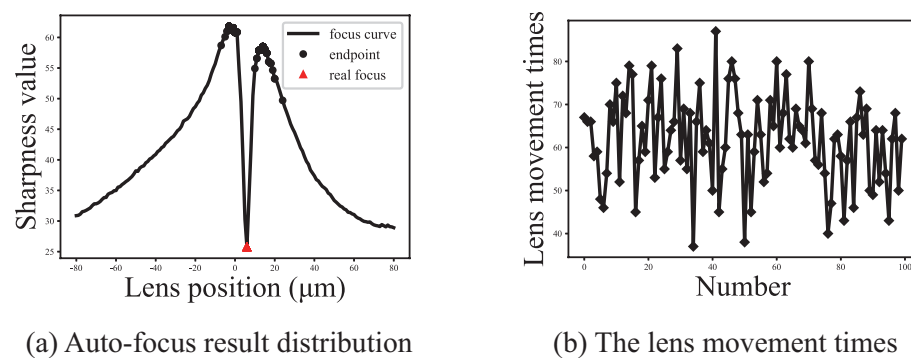 Sharpness value
60
55
50
45
40
35
30
25
focus curve
endpoint
real focus
-80 -60 -40 -20 0 20 40 60 80
Lens position (μm)
(a) Auto-focus result distribution
Lens movement times
80
70
60
50
40
0 20 40 60 80 100
Number
(b) The lens movement times